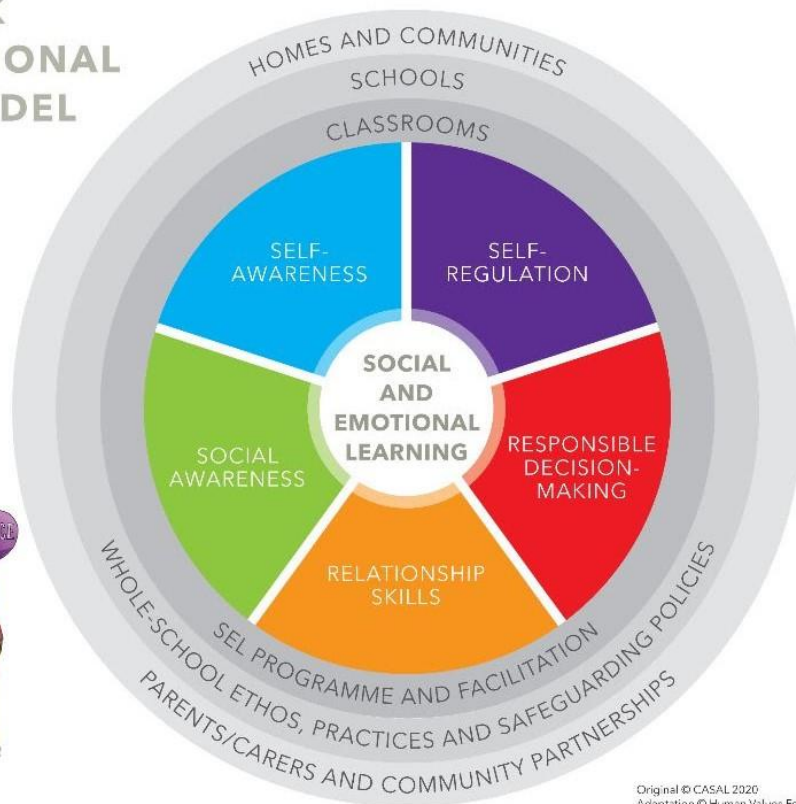 HOMES AND COMMUNITIES
SCHOOLS
CLASSROOMS
SELF-
AWARENESS
SELF-
REGULATION
SOCIAL
AND
EMOTIONAL
LEARNING
SOCIAL
AWARENESS
RESPONSIBLE
DECISION-
MAKING
RELATIONSHIP
SKILLS
SEL PROGRAMME AND FACILITATION
WHOLE-SCHOOL ETHOS, PRACTICES AND SAFEGUARDING POLICIES
PARENTS/CARERS AND COMMUNITY PARTNERSHIPS
Original © CASAL 2020